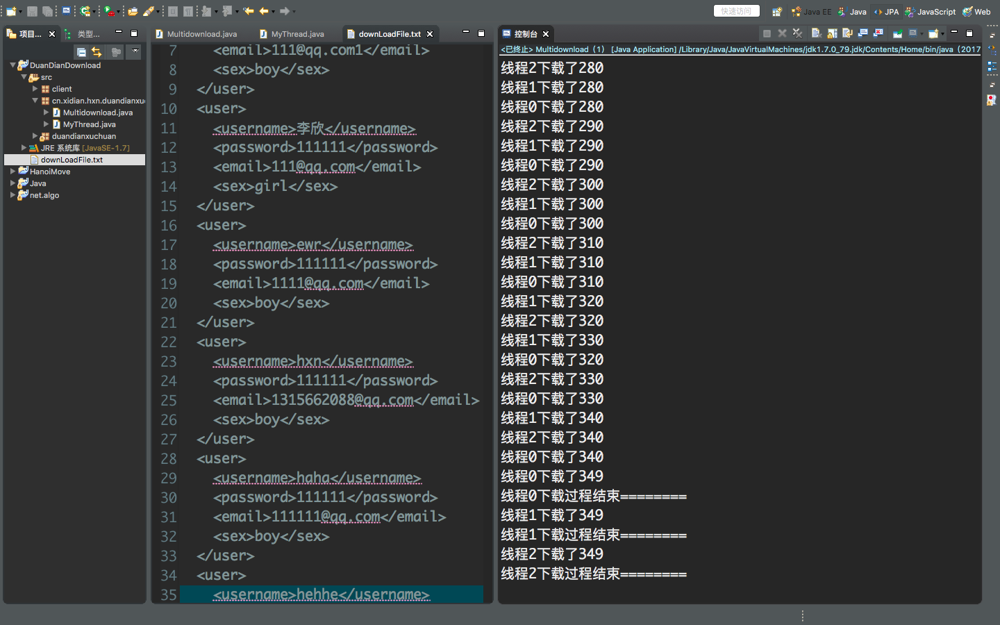 快速访问
Java EE
Java
JPA
JavaScript
Web
项目...
类型...
DuanDianDownload
src
client
cn.xidian.hxn.duandianxu
Multidownload.java
MyThread.java
duandianxuchuan
JRE 系统库 [JavaSE-1.7]
downLoadFile.txt
HanoiMove
Java
net.algo
Multidownload.java
MyThread.java
downLoadFile.txt
7 <email>111@qq.com1</email>
8 <sex>boy</sex>
9 </user>
10 <user>
11 <username>李欣</username>
12 <password>111111</password>
13 <email>111@qq.com</email>
14 <sex>girl</sex>
15 </user>
16 <user>
17 <username>ewr</username>
18 <password>111111</password>
19 <email>1111@qq.com</email>
20 <sex>boy</sex>
21 </user>
22 <user>
23 <username>hxn</username>
24 <password>111111</password>
25 <email>1315662088@qq.com</email>
26 <sex>boy</sex>
27 </user>
28 <user>
29 <username>haha</username>
30 <password>111111</password>
31 <email>111111@qq.com</email>
32 <sex>boy</sex>
33 </user>
34 <user>
35 <username>hehhe</username>
控制台
<已终止> Multidownload (1) [Java Application] /Library/Java/JavaVirtualMachines/jdk1.7.0_79.jdk/Contents/Home/bin/java (2017
线程2下载了280
线程1下载了280
线程0下载了280
线程2下载了290
线程1下载了290
线程0下载了290
线程2下载了300
线程1下载了300
线程0下载了300
线程2下载了310
线程1下载了310
线程0下载了310
线程1下载了320
线程2下载了320
线程1下载了330
线程0下载了320
线程2下载了330
线程0下载了330
线程1下载了340
线程2下载了340
线程0下载了340
线程0下载了349
线程0下载过程结束========
线程1下载了349
线程1下载过程结束========
线程2下载了349
线程2下载过程结束========